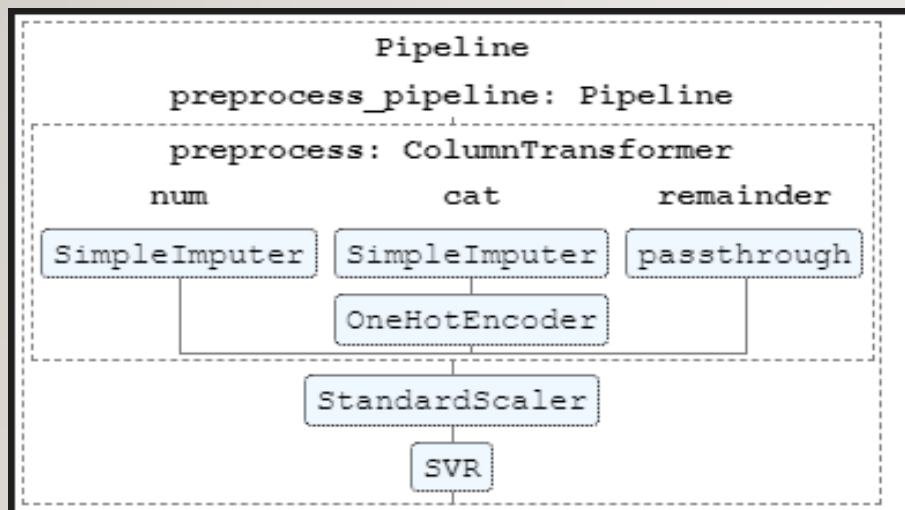 Pipeline
preprocess_pipeline: Pipeline
preprocess: ColumnTransformer
num cat remainder
SimpleImputer SimpleImputer passthrough
OneHotEncoder
StandardScaler
SVR